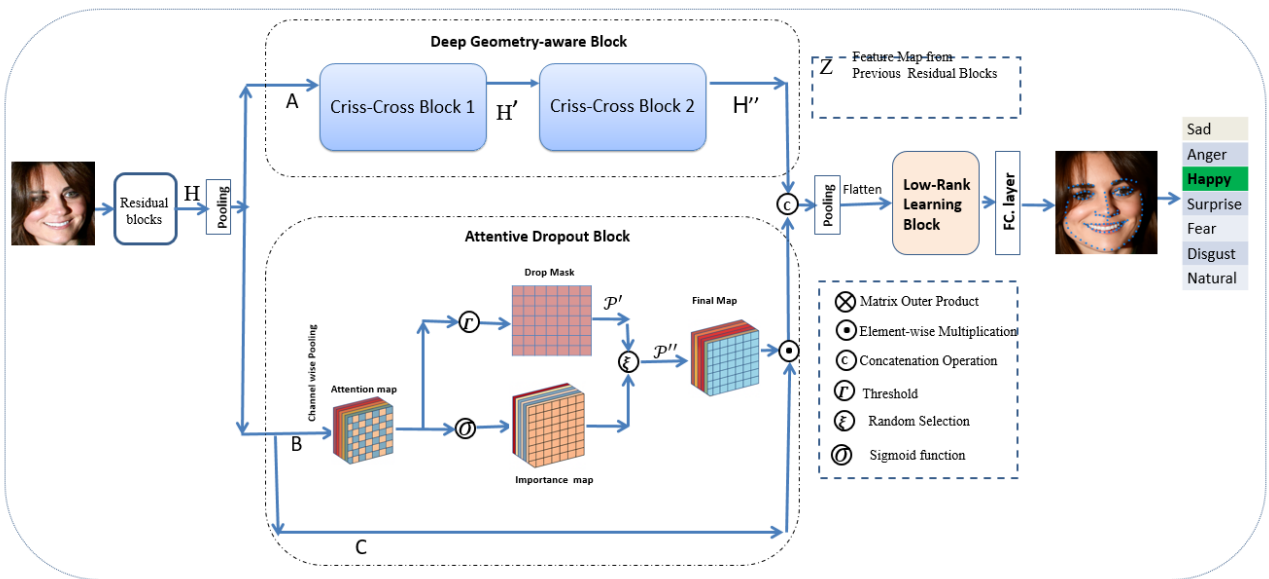 Deep Geometry-aware Block
A
Criss-Cross Block 1
H′
Criss-Cross Block 2
H′′
Z Feature Map from
Previous Residual Blocks
Residual
blocks
H
Pooling
C
Pooling
Flatten
Low-Rank
Learning
Block
FC. layer
Sad
Anger
Happy
Surprise
Fear
Disgust
Natural
Attentive Dropout Block
B
Channel wise Pooling
Attention map
Γ
Drop Mask
𝒫′
σ
Importance map
ξ
𝒫′′
Final Map
C
Matrix Outer Product
Element-wise Multiplication
C Concatenation Operation
Γ Threshold
ξ Random Selection
σ Sigmoid function